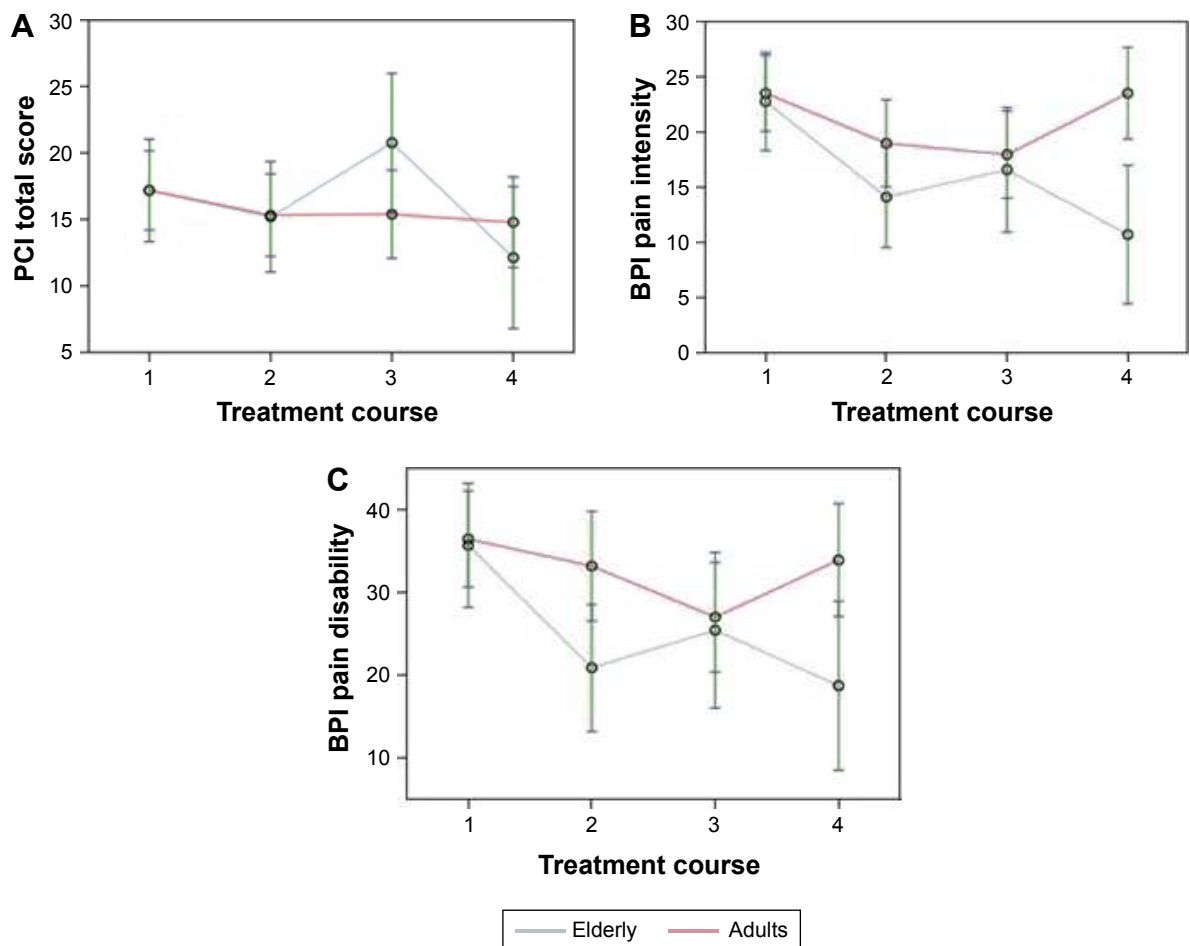 A
PCI total score
30
25
20
15
10
5
1 2 3 4
Treatment course
B
BPI pain intensity
30
25
20
15
10
5
0
1 2 3 4
Treatment course
C
BPI pain disability
40
30
20
10
1 2 3 4
Treatment course
Elderly Adults